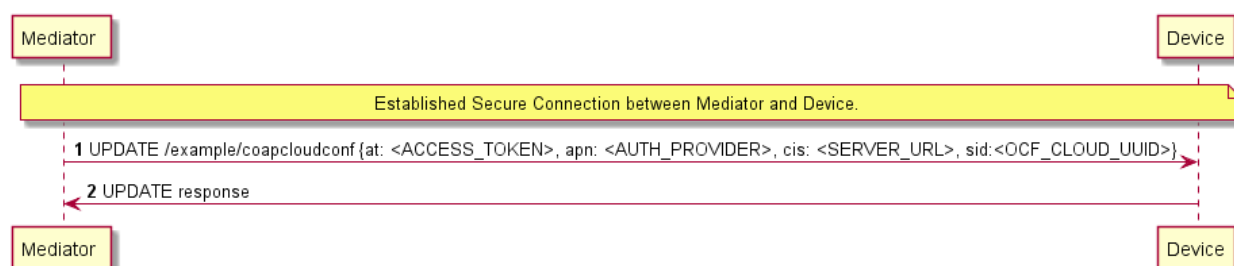 Mediator
Device
Established Secure Connection between Mediator and Device.
1 UPDATE /example/coapcloudconf {at: <ACCESS_TOKEN>, apn: <AUTH_PROVIDER>, cis: <SERVER_URL>, sid:<OCF_CLOUD_UUID>}
2 UPDATE response
Mediator
Device